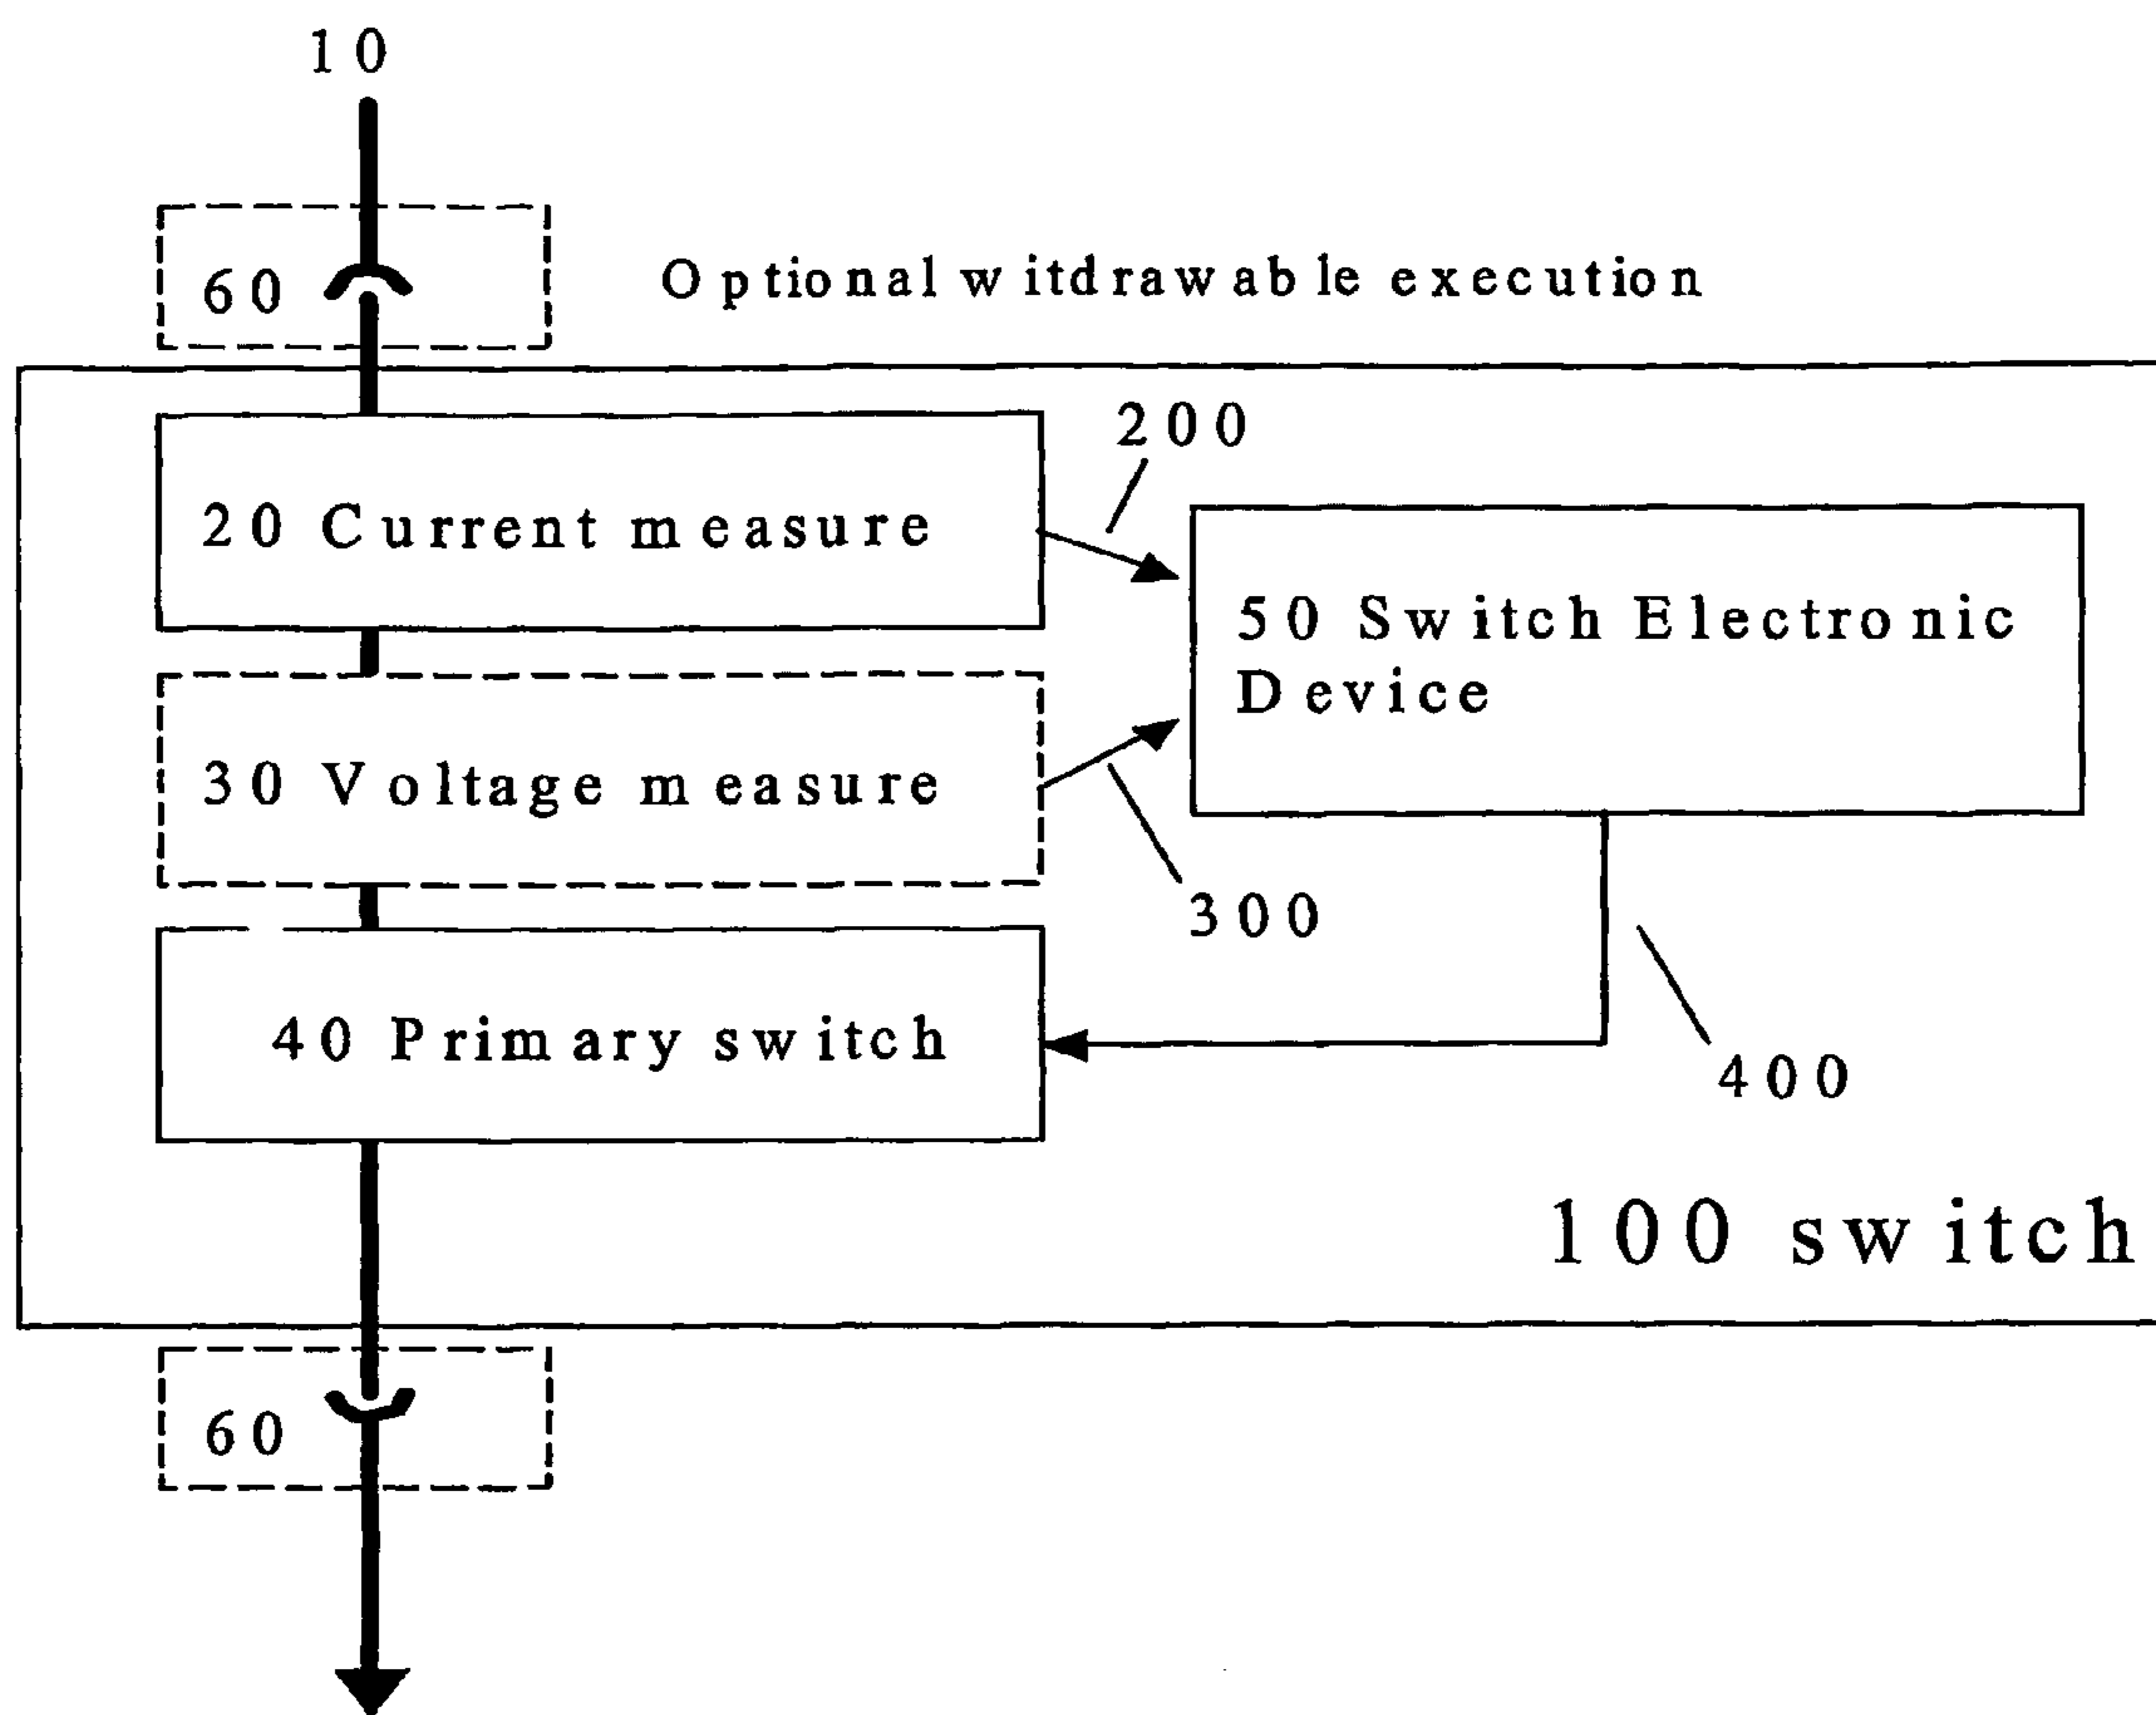 10
60
Optional witdrawable execution
200
20 Current measure
50 Switch Electronic
Device
30 Voltage measure
300
40 Primary switch
400
100 switch
60